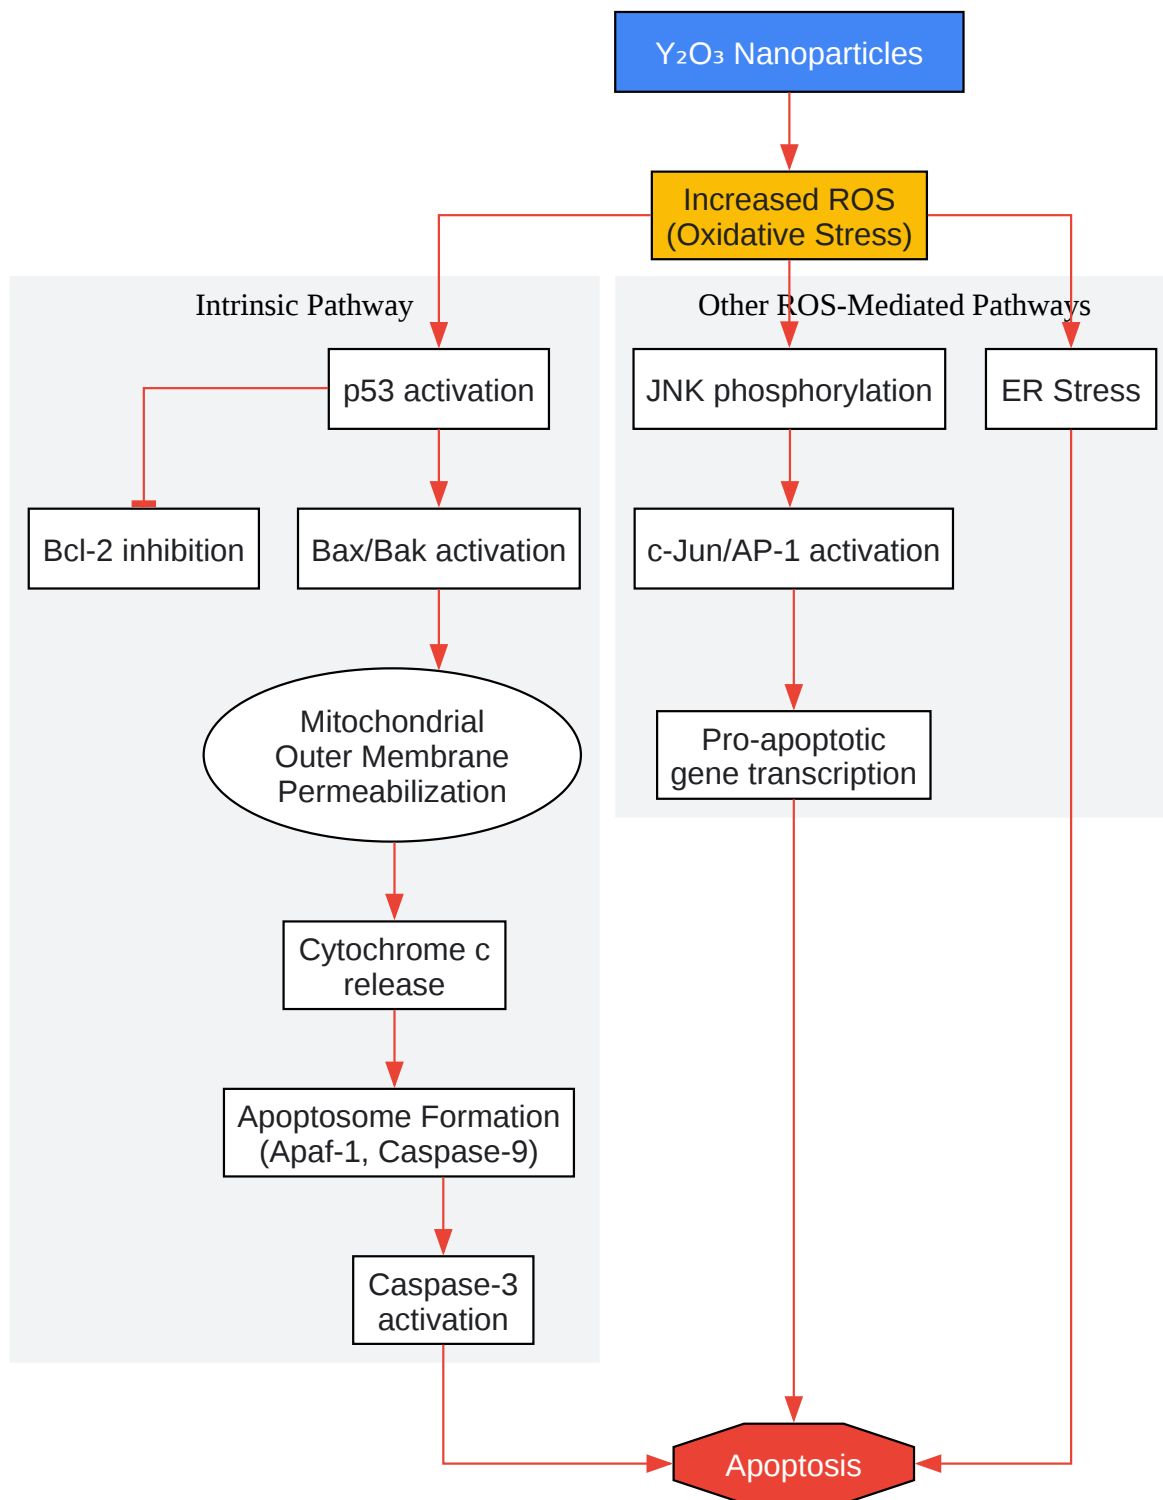 Y₂O₃ Nanoparticles
Increased ROS
(Oxidative Stress)
Intrinsic Pathway
Other ROS-Mediated Pathways
p53 activation
JNK phosphorylation
ER Stress
Bcl-2 inhibition
Bax/Bak activation
c-Jun/AP-1 activation
Mitochondrial
Outer Membrane
Permeabilization
Pro-apoptotic
gene transcription
Cytochrome c
release
Apoptosome Formation
(Apaf-1, Caspase-9)
Caspase-3
activation
Apoptosis